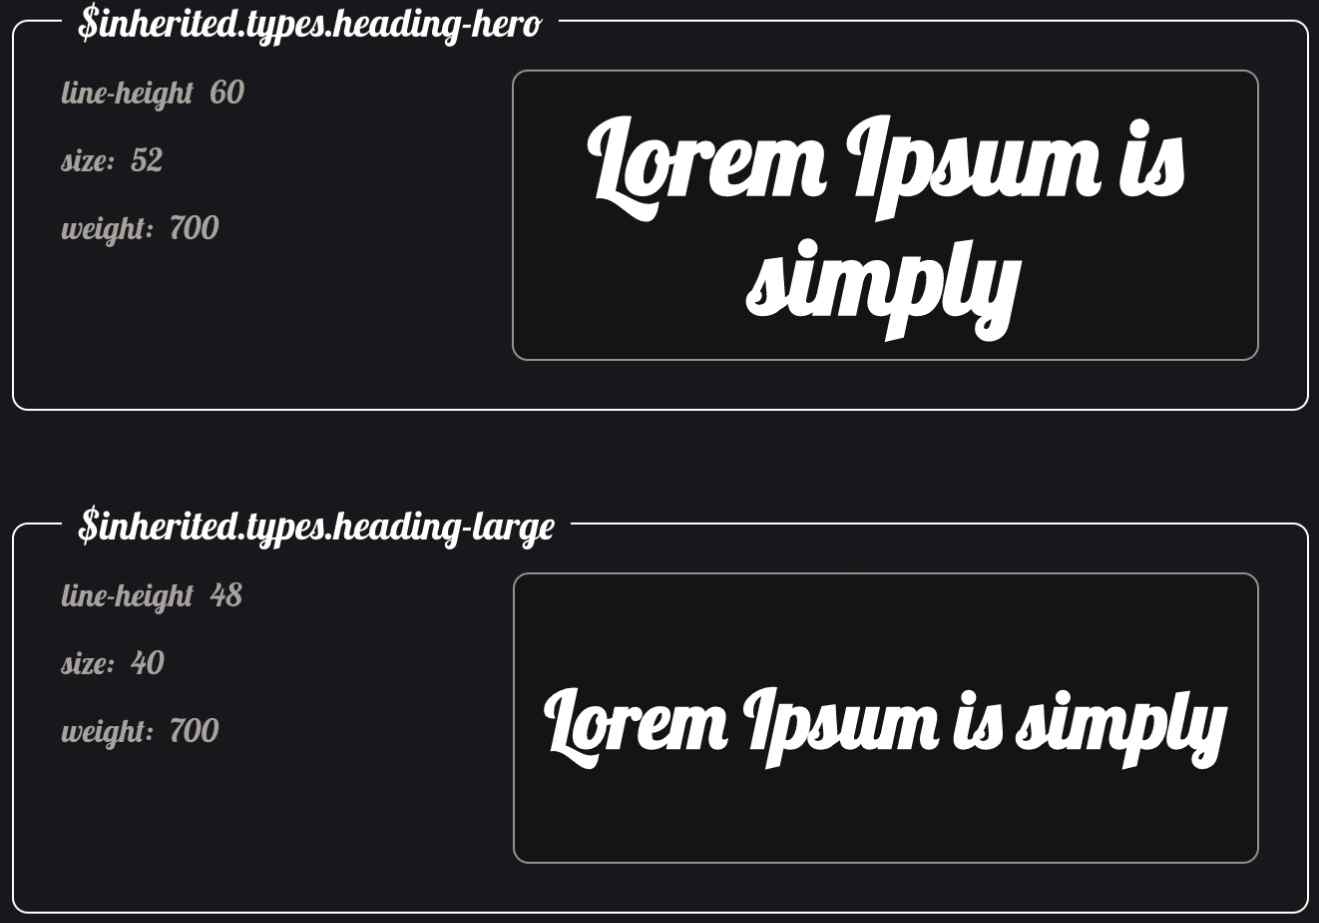 $inherited.types.heading-hero
line-height 60
size: 52
weight: 700
Lorem Ipsum is
simply
$inherited.types.heading-large
line-height 48
size: 40
weight: 700
Lorem Ipsum is simply